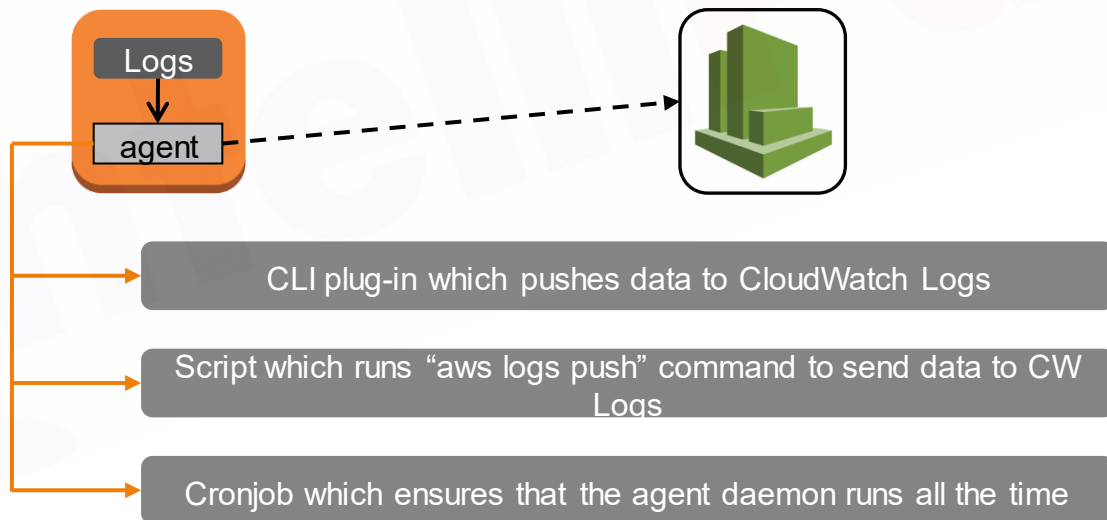 Logs
agent
CLI plug-in which pushes data to CloudWatch Logs
Script which runs “aws logs push” command to send data to CW
Logs
Cronjob which ensures that the agent daemon runs all the time